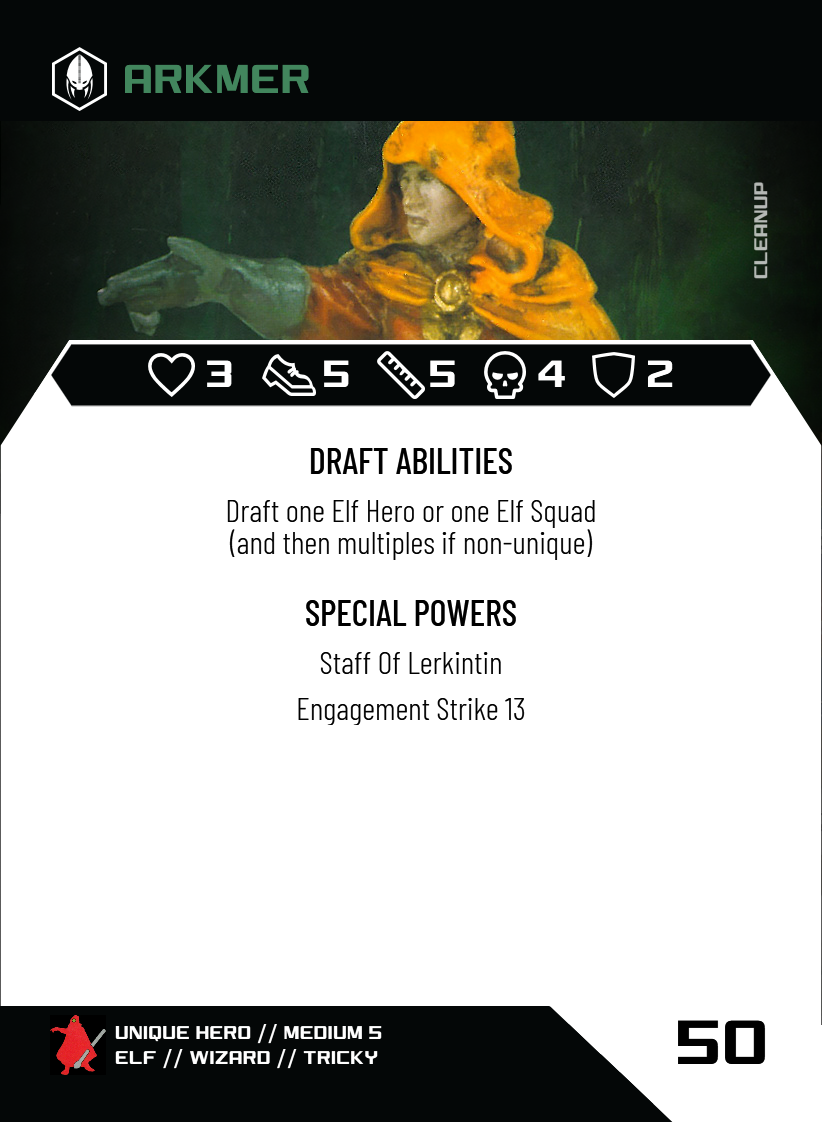 ARKMER
CLEANUP
3 5 5 4 2
DRAFT ABILITIES
Draft one Elf Hero or one Elf Squad
(and then multiples if non-unique)
SPECIAL POWERS
Staff Of Lerkintin
Engagement Strike 13
UNIQUE HERO // MEDIUM 5
ELF // WIZARD // TRICKY
50